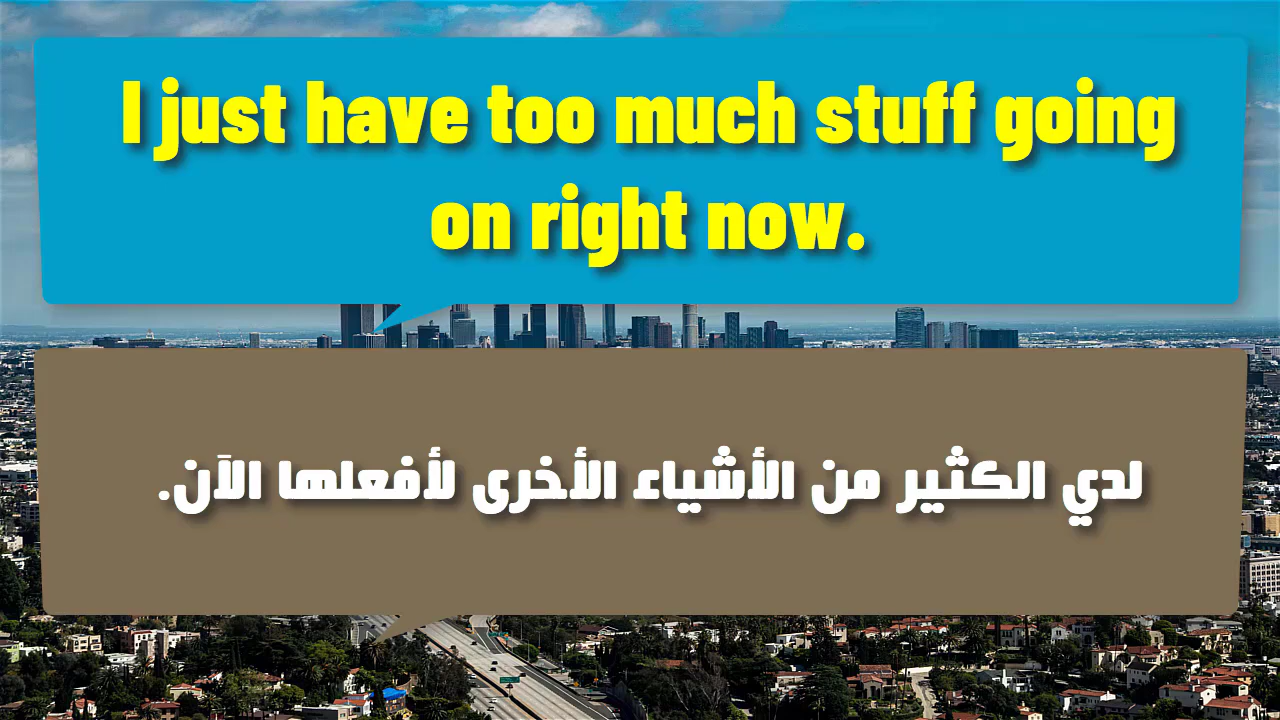 I just have too much stuff going
on right now.
لدي الكثير من الأشياء الأخرى لأفعلها الآن.